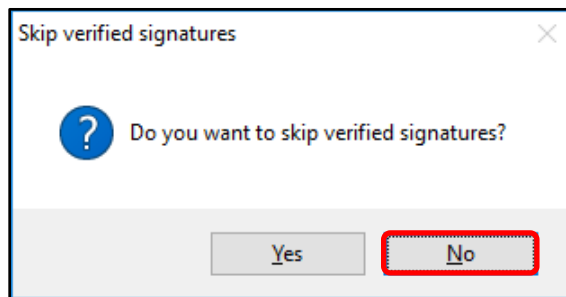 Skip verified signatures
?
Do you want to skip verified signatures?
Yes
No